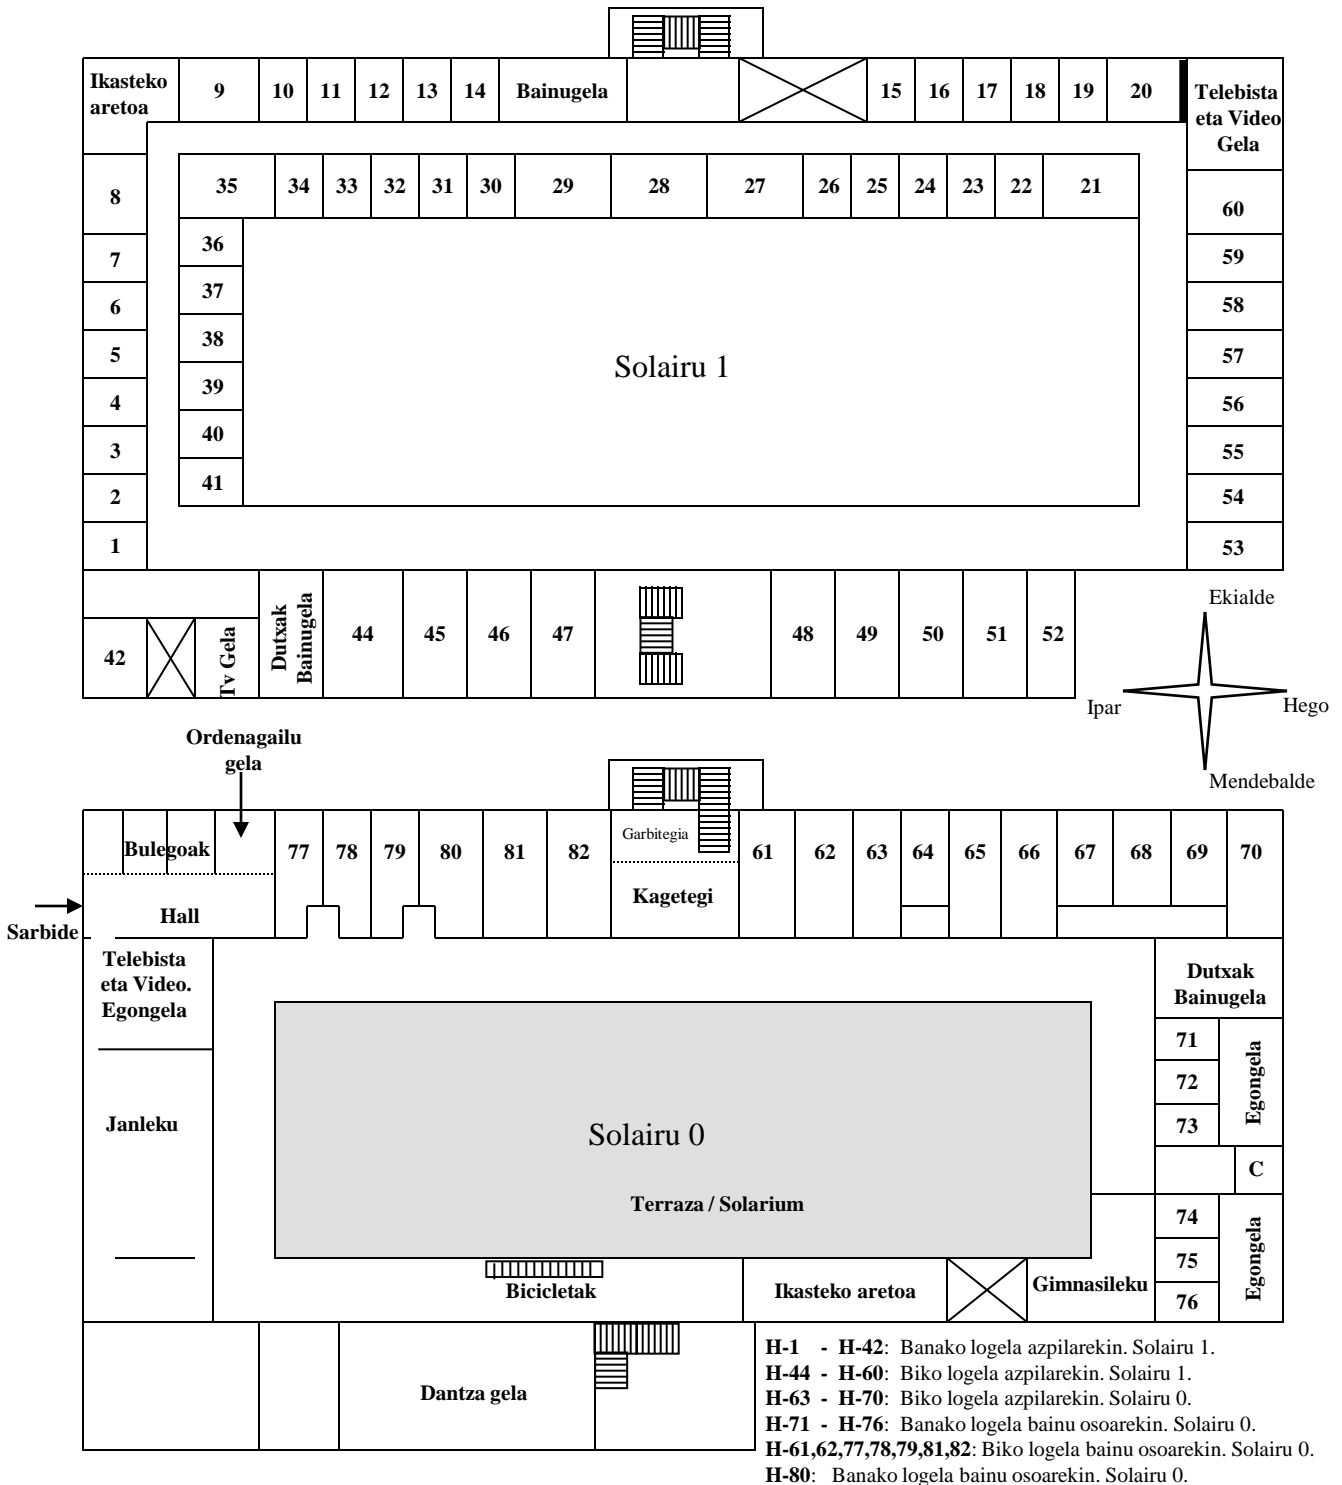 Ikasteko
aretoa
9 10 11 12 13 14 Bainugela 15 16 17 18 19 20
Telebista
eta Video
Gela
35 34 33 32 31 30 29 28 27 26 25 24 23 22 21
8
60
36
7
59
37
6
58
38
5
57
Solairu 1
39
4
56
40
3
55
41
2
54
1
53
Ekialde
42
Tv Gela
Dutxak
Bainugela
44 45 46 47 48 49 50 51 52
Ipar
Hego
Mendebalde
Ordenagailu
gela
Bulegoak
77 78 79 80 81 82
Garbitegia
61 62 63 64 65 66 67 68 69 70
Kagetegi
Hall
Sarbide
Telebista
eta Video.
Egongela
Dutxak
Bainugela
71
72
73
Egongela
Janleku
Solairu 0
C
Terraza / Solarium
74
75
76
Egongela
Bicicletak
Ikasteko aretoa
Gimnasileku
Dantza gela
H-1 - H-42: Banako logela azpilarekin. Solairu 1.
H-44 - H-60: Biko logela azpilarekin. Solairu 1.
H-63 - H-70: Biko logela azpilarekin. Solairu 0.
H-71 - H-76: Banako logela bainu osoarekin. Solairu 0.
H-61,62,77,78,79,81,82: Biko logela bainu osoarekin. Solairu 0.
H-80: Banako logela bainu osoarekin. Solairu 0.